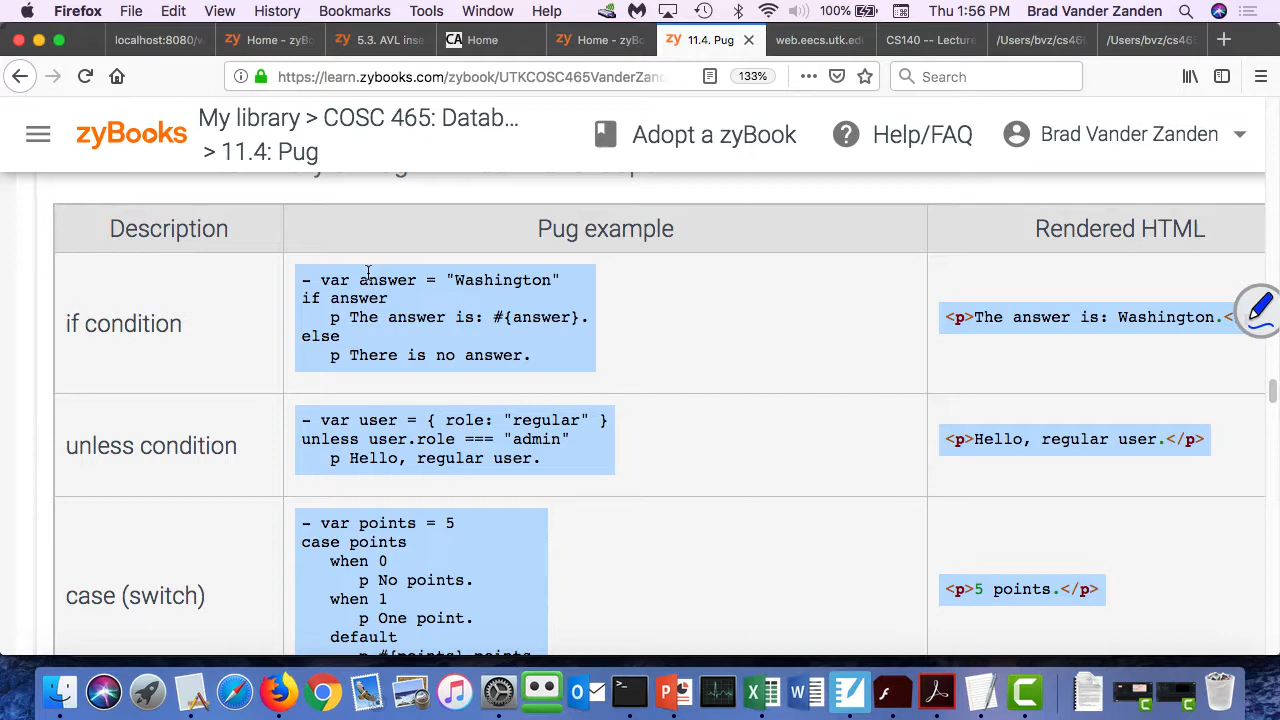 Firefox File Edit View History Bookmarks Tools Window Help 100% Thu 1:56 PM Brad Vander Zanden
localhost:8080/ Home - zyBo 5.3. AVL inse Home Home - zyBo 11.4. Pug web.eecs.utk.ed CS140 -- Lecture /Users/bvz/cs46 /Users/bvz/cs46
https://learn.zybooks.com/zybook/UTKCOSC465VanderZan 133% Search
zyBooks
My library > COSC 465: Datab...
> 11.4: Pug
Adopt a zyBook Help/FAQ Brad Vander Zanden
Description Pug example Rendered HTML
if condition
- var answer = "Washington"
if answer
p The answer is: #{answer}.
else
p There is no answer.
<p>The answer is: Washington.<
unless condition
- var user = { role: "regular" }
unless user.role === "admin"
p Hello, regular user.
<p>Hello, regular user.</p>
case (switch)
- var points = 5
case points
when 0
p No points.
when 1
p One point.
default
p #{points} points
<p>5 points.</p>